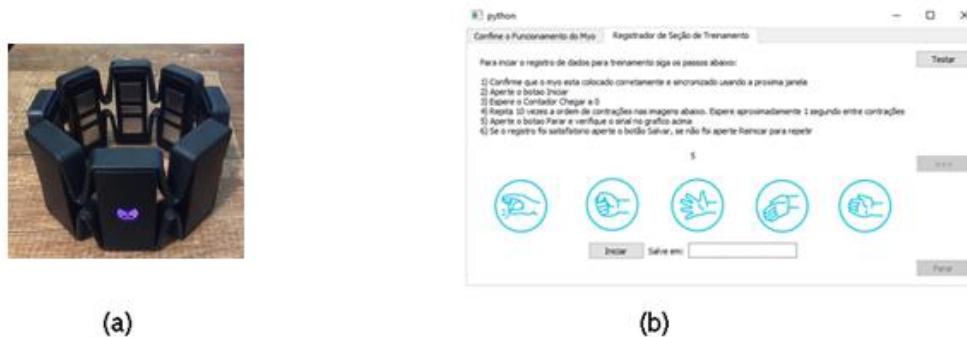 python
Confirne o Funcionamento do Myo
Registrador de Seção de Treinamento
Para inciar o registro de dados para treinamento siga os passos abaixo:
Testar
1) Confirme que o myo esta colocado corretamente e sincronizado usando a proxima janela
2) Aperte o botao Iniciar
3) Espere o Contador Chegar a 0
4) Repita 10 vezes a ordem de contrações nas imagens abaixo. Espere aproximadamente 1 segundo entre contrações
5) Aperte o botao Parar e verifique o sinal no grafico acima
6) Se o registro foi satisfatorio aperte o botão Salvar, se não foi aperte Reinicar para repetir
5
Iniciar
Salve em:
Parar
(a)
(b)